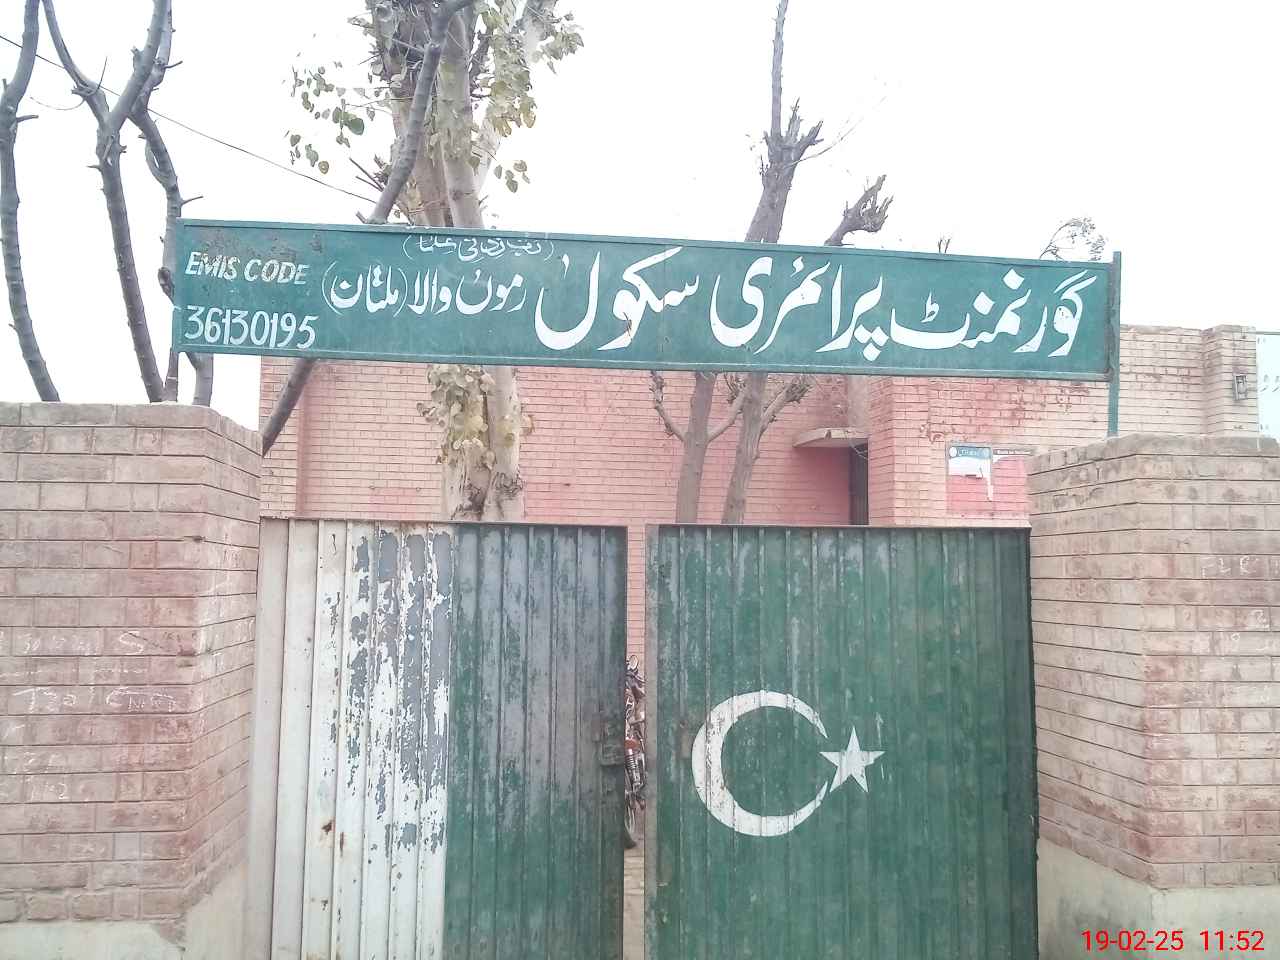 گورنمنٹ پرائمری سکول رموں والا (ملتان)
EMIS CODE
36130195
19-02-25 11:52